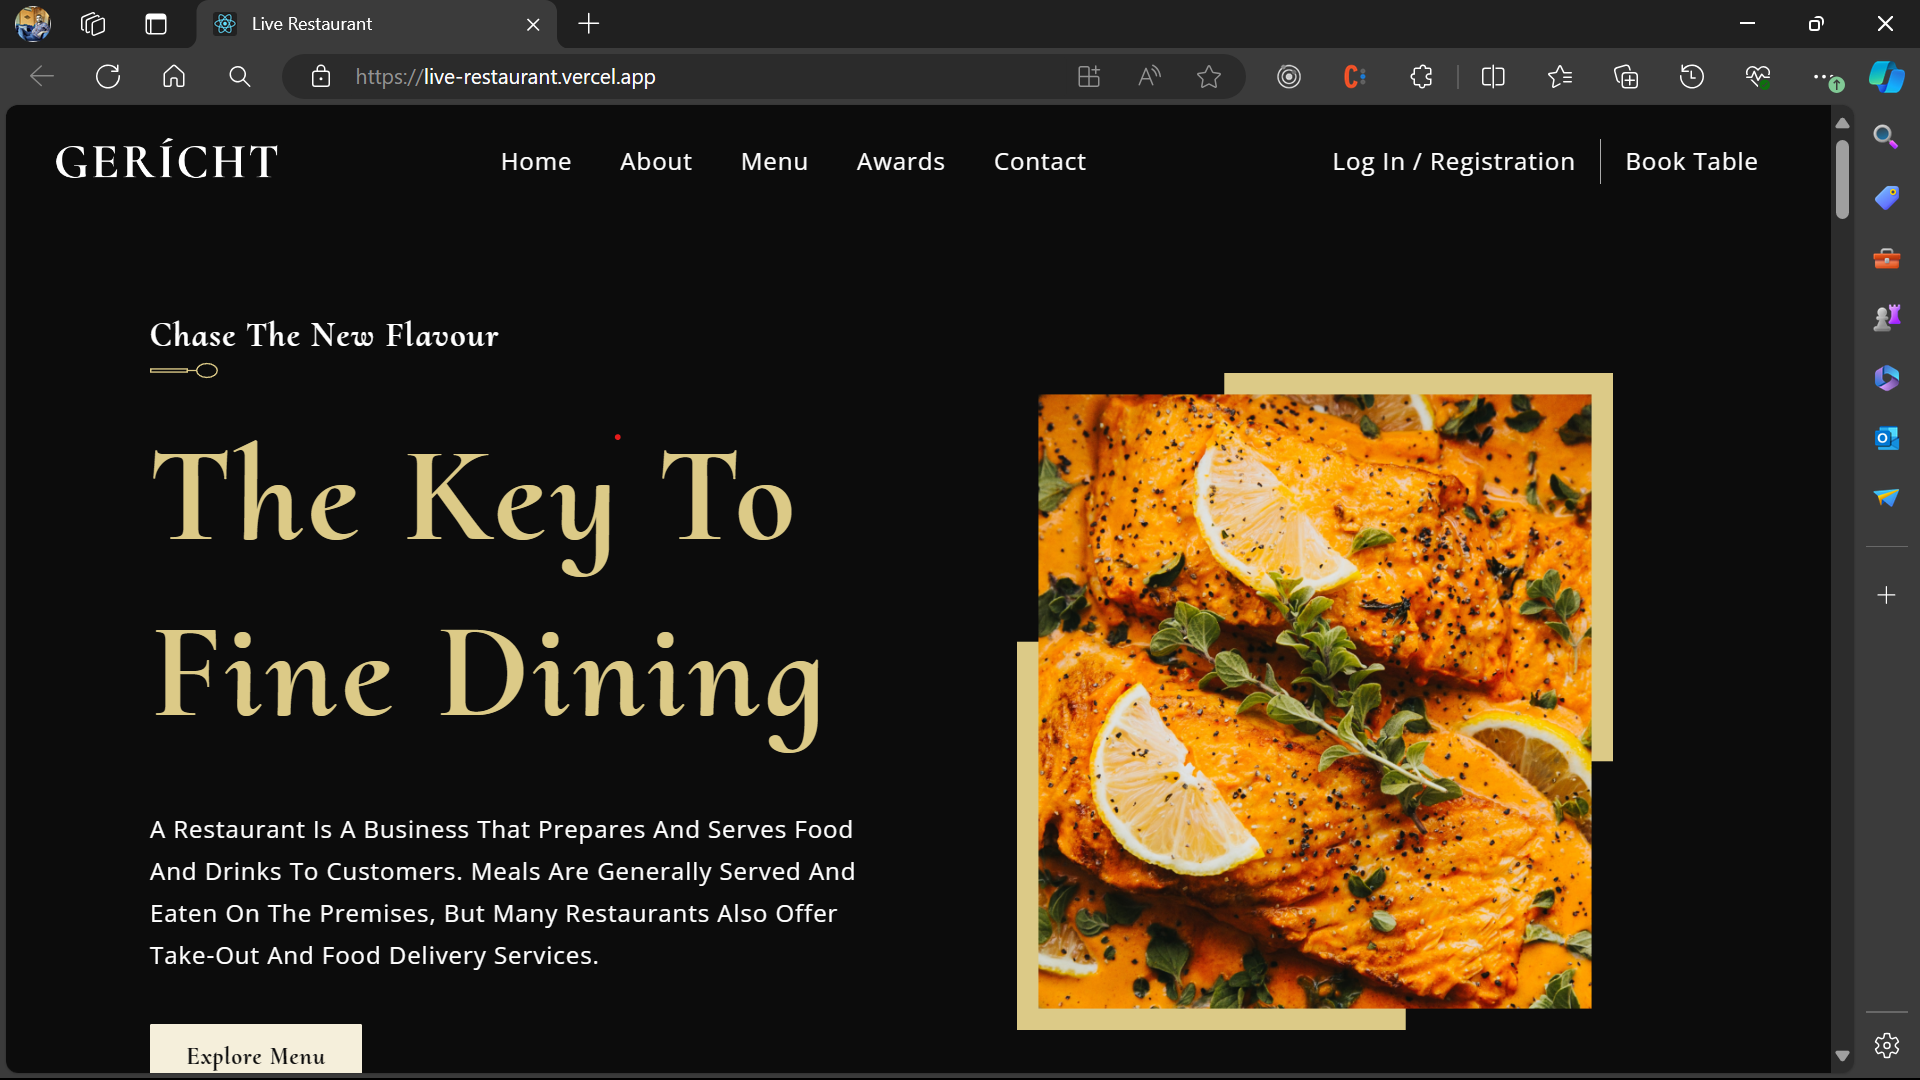 Live Restaurant
https://live-restaurant.vercel.app
GERÍCHT
Home About Menu Awards Contact Log In / Registration Book Table
Chase The New Flavour
The Key To
Fine Dining
A Restaurant Is A Business That Prepares And Serves Food
And Drinks To Customers. Meals Are Generally Served And
Eaten On The Premises, But Many Restaurants Also Offer
Take-Out And Food Delivery Services.
Explore Menu